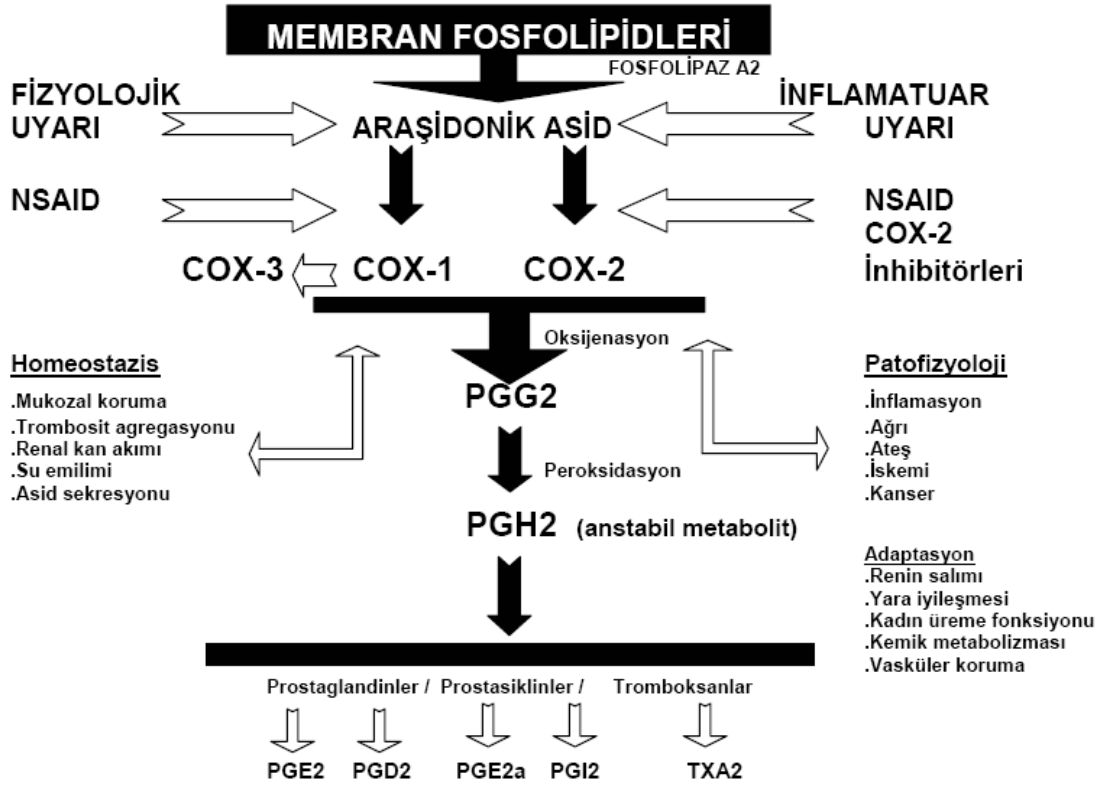 MEMBRAN FOSFOLİPİDLERİ
FOSFOLİPAZ A2
FİZYOLOJİK
UYARI
ARAŞİDONİK ASİD
İNFLAMATUAR
UYARI
NSAID
NSAID
COX-2
İnhibitörleri
COX-3
COX-1
COX-2
Oksijenasyon
Homeostazis
.Mukozal koruma
.Trombosit agregasyonu
.Renal kan akımı
.Su emilimi
.Asid sekresyonu
PGG2
Peroksidasyon
PGH2 (anstabil metabolit)
Patofizyoloji
.İnflamasyon
.Ağrı
.Ateş
.İskemi
.Kanser
Adaptasyon
.Renin salımı
.Yara iyileşmesi
.Kadın üreme fonksiyonu
.Kemik metabolizması
.Vasküler koruma
Prostaglandinler / Prostasiklinler / Tromboksanlar
PGE2 PGD2 PGE2a PGI2 TXA2